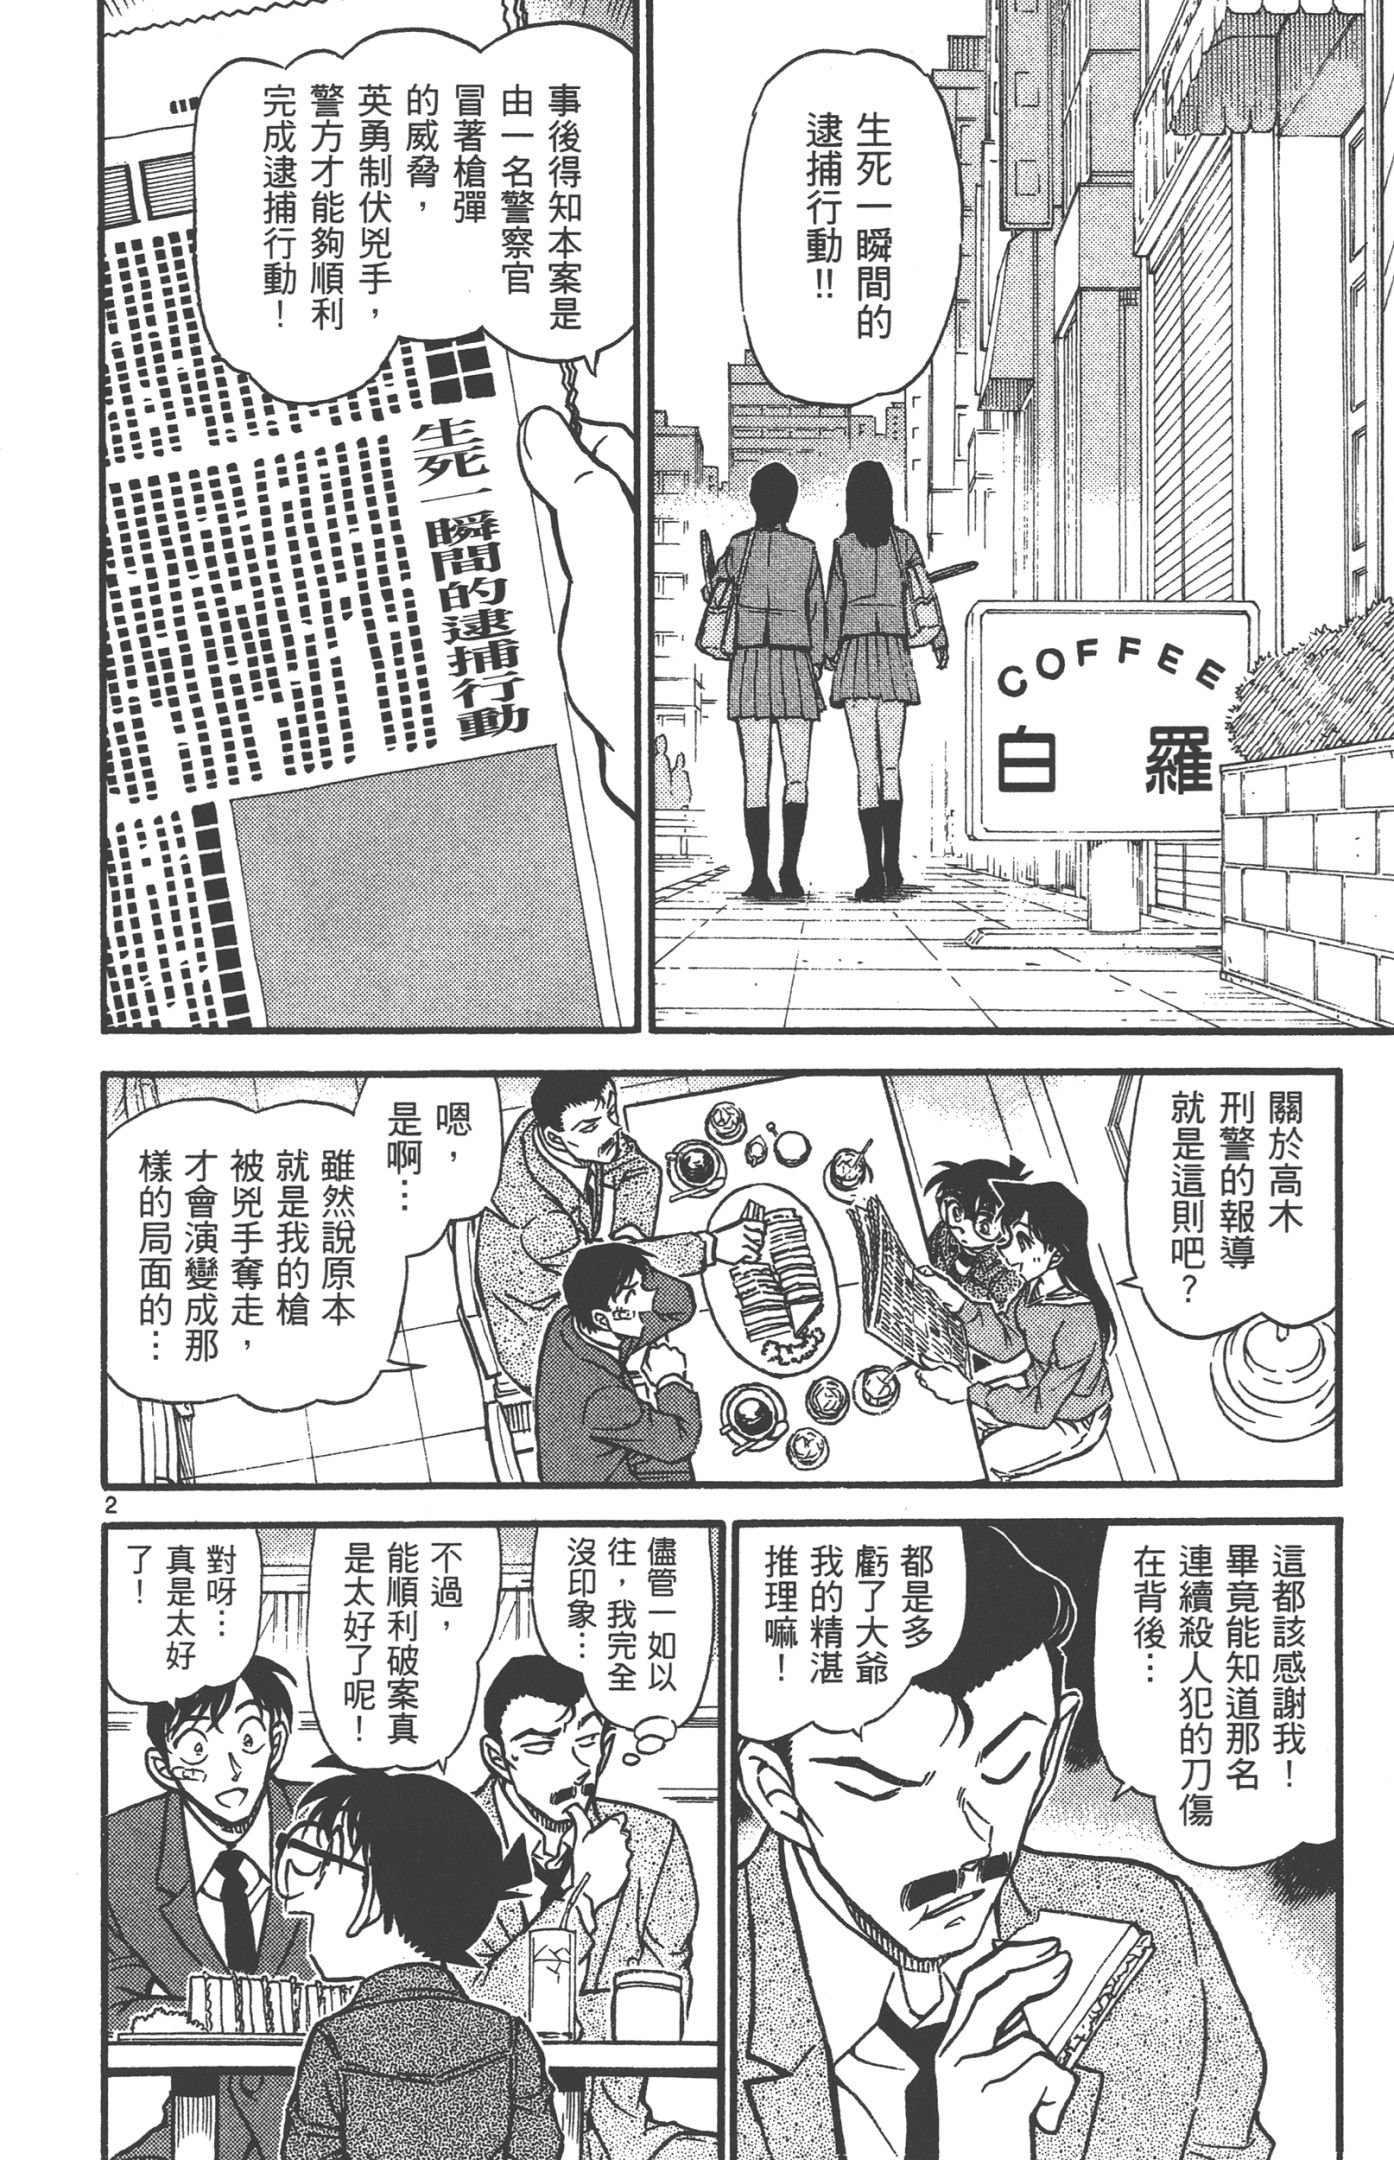 生死一瞬間的
逮捕行動!!
COFFEE
白羅
事後得知本案是
由一名警察官
冒著槍彈
的威脅，
英勇制伏兇手，
警方才能夠順利
完成逮捕行動！
生死一瞬間的逮捕行動
關於高木
刑警的報導
就是這則吧？
嗯，
是啊…
雖然說原本
就是我的槍
被兇手奪走，
才會演變成那
樣的局面的…
2
這都該感謝我！
畢竟能知道那名
連續殺人犯的刀傷
在背後…
都是多
虧了大爺
我的精湛
推理嘛！
儘管一如以
往，我完全
沒印象…
不過，
能順利破案真
是太好了呢！
對呀…
真是太好
了！